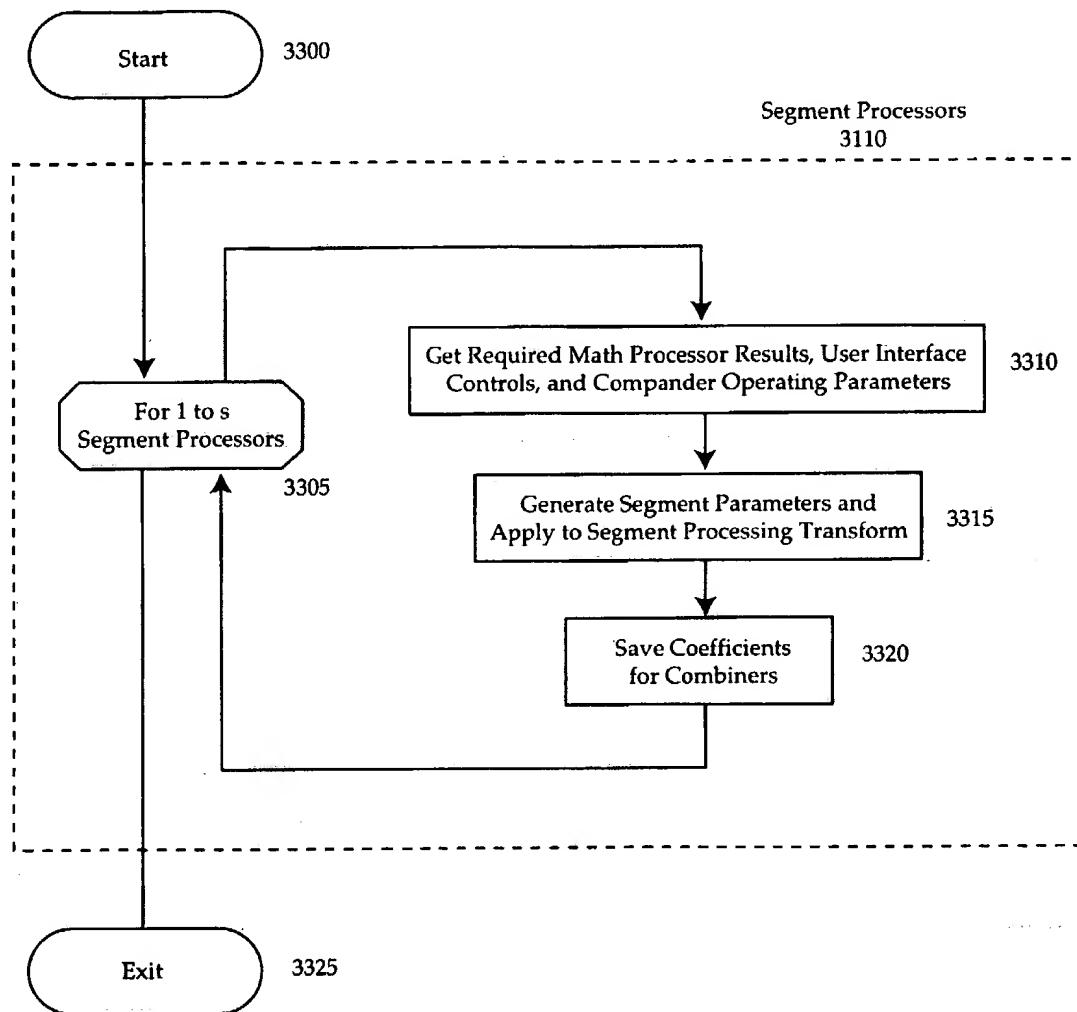 Start
3300
Segment Processors
3110
Get Required Math Processor Results, User Interface
Controls, and Compander Operating Parameters
3310
For 1 to s
Segment Processors
3305
Generate Segment Parameters and
Apply to Segment Processing Transform
3315
Save Coefficients
for Combiners
3320
Exit
3325